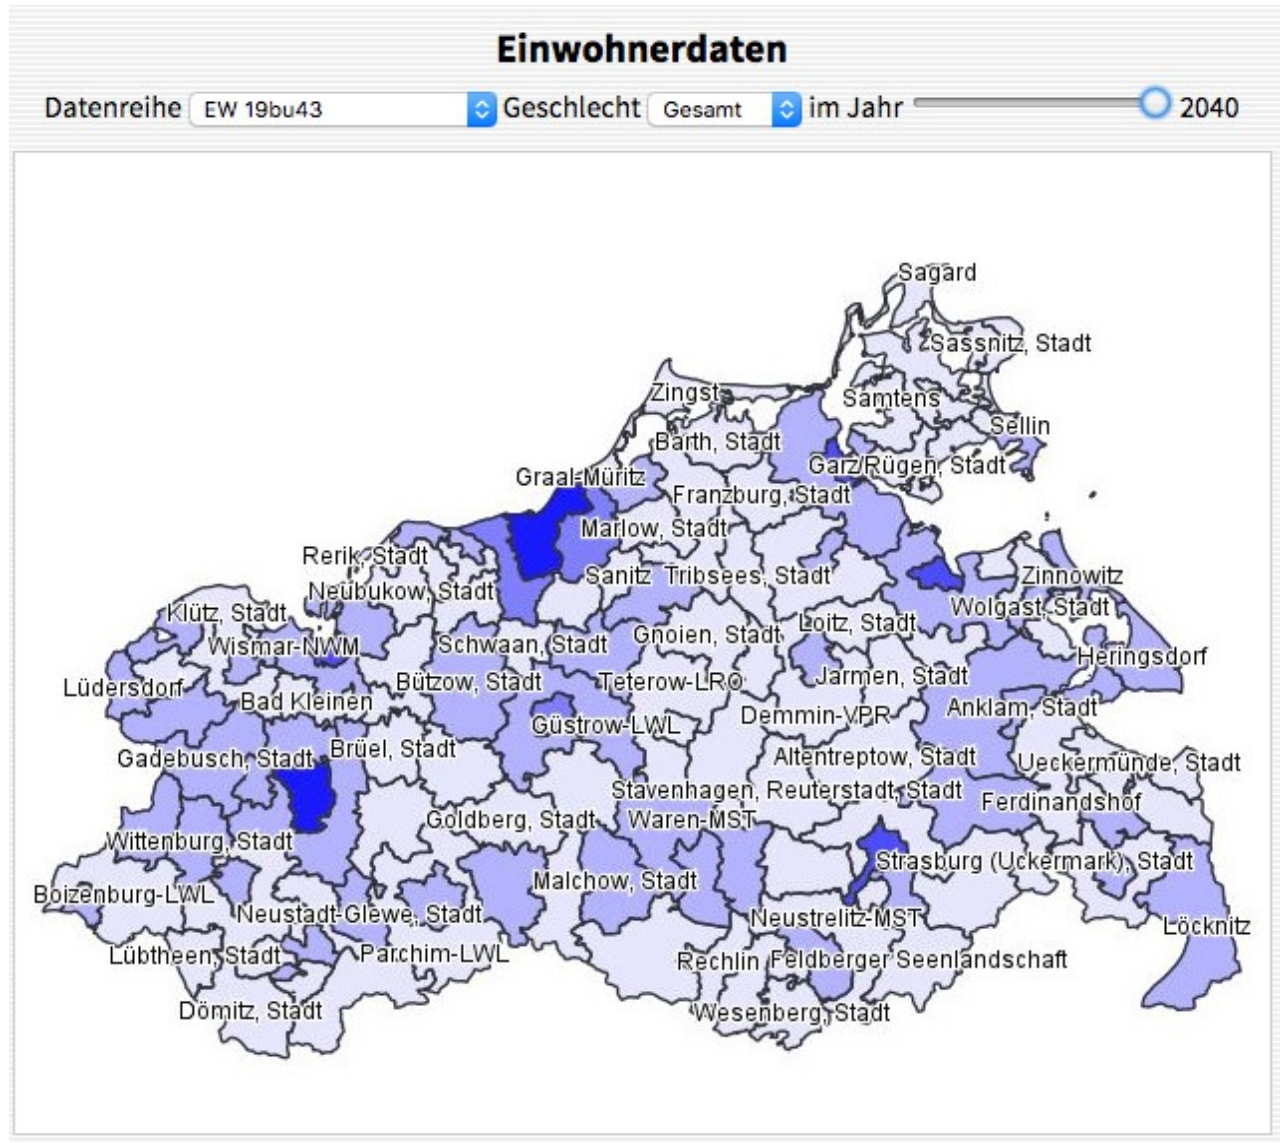 Einwohnerdaten
Datenreihe EW 19bu43 Geschlecht Gesamt im Jahr 2040
Sagard
Sassnitz, Stadt
Zingst
Samtens
Sellin
Barth, Stadt
Garz/Rügen, Stadt
Graal-Müritz
Franzburg, Stadt
Marlow, Stadt
Rerik, Stadt
Sanitz
Tribsees, Stadt
Zinnowitz
Neubukow, Stadt
Klütz, Stadt
Wolgast, Stadt
Loitz, Stadt
Gnoien, Stadt
Schwaan, Stadt
Wismar-NWM
Heringsdorf
Jarmen, Stadt
Bützow, Stadt
Teterow-LRO
Lüdersdorf
Bad Kleinen
Anklam, Stadt
Demmin-VPR
Güstrow-LWL
Brüel, Stadt
Gadebusch, Stadt
Altentreptow, Stadt
Ueckermünde, Stadt
Stavenhagen, Reuterstadt, Stadt
Ferdinandshof
Goldberg, Stadt
Waren-MST
Wittenburg, Stadt
Strasburg (Uckermark), Stadt
Malchow, Stadt
Boizenburg-LWL
Neustadt-Glewe, Stadt
Neustrelitz-MST
Löcknitz
Lübtheen, Stadt
Parchim-LWL
Rechlin
Feldberger Seenlandschaft
Dömitz, Stadt
Wesenberg, Stadt